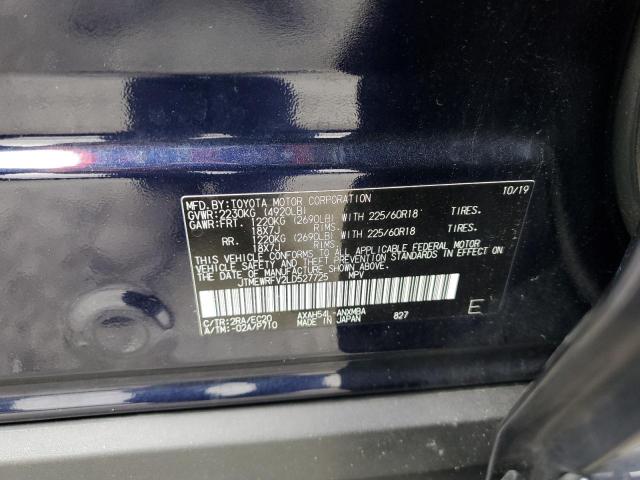 MFD.BY:TOYOTA MOTOR CORPORATION 10/19
GVWR:2230KG (4920LB)
GAWR:FRT. 1220KG (2690LB) WITH 225/60R18 TIRES.
18X7J RIMS.
RR. 1220KG (2690LB) WITH 225/60R18 TIRES.
18X7J RIMS.
THIS VEHICLE CONFORMS TO ALL APPLICABLE FEDERAL MOTOR
VEHICLE SAFETY AND THEFT PREVENTION STANDARDS IN EFFECT ON
THE DATE OF MANUFACTURE SHOWN ABOVE.
JTMEWRFV2LD527725 MPV
C/TR:2RA/EC20 AXAH54L-ANXMBA 827 E
A/TM:-02A/P710 MADE IN JAPAN